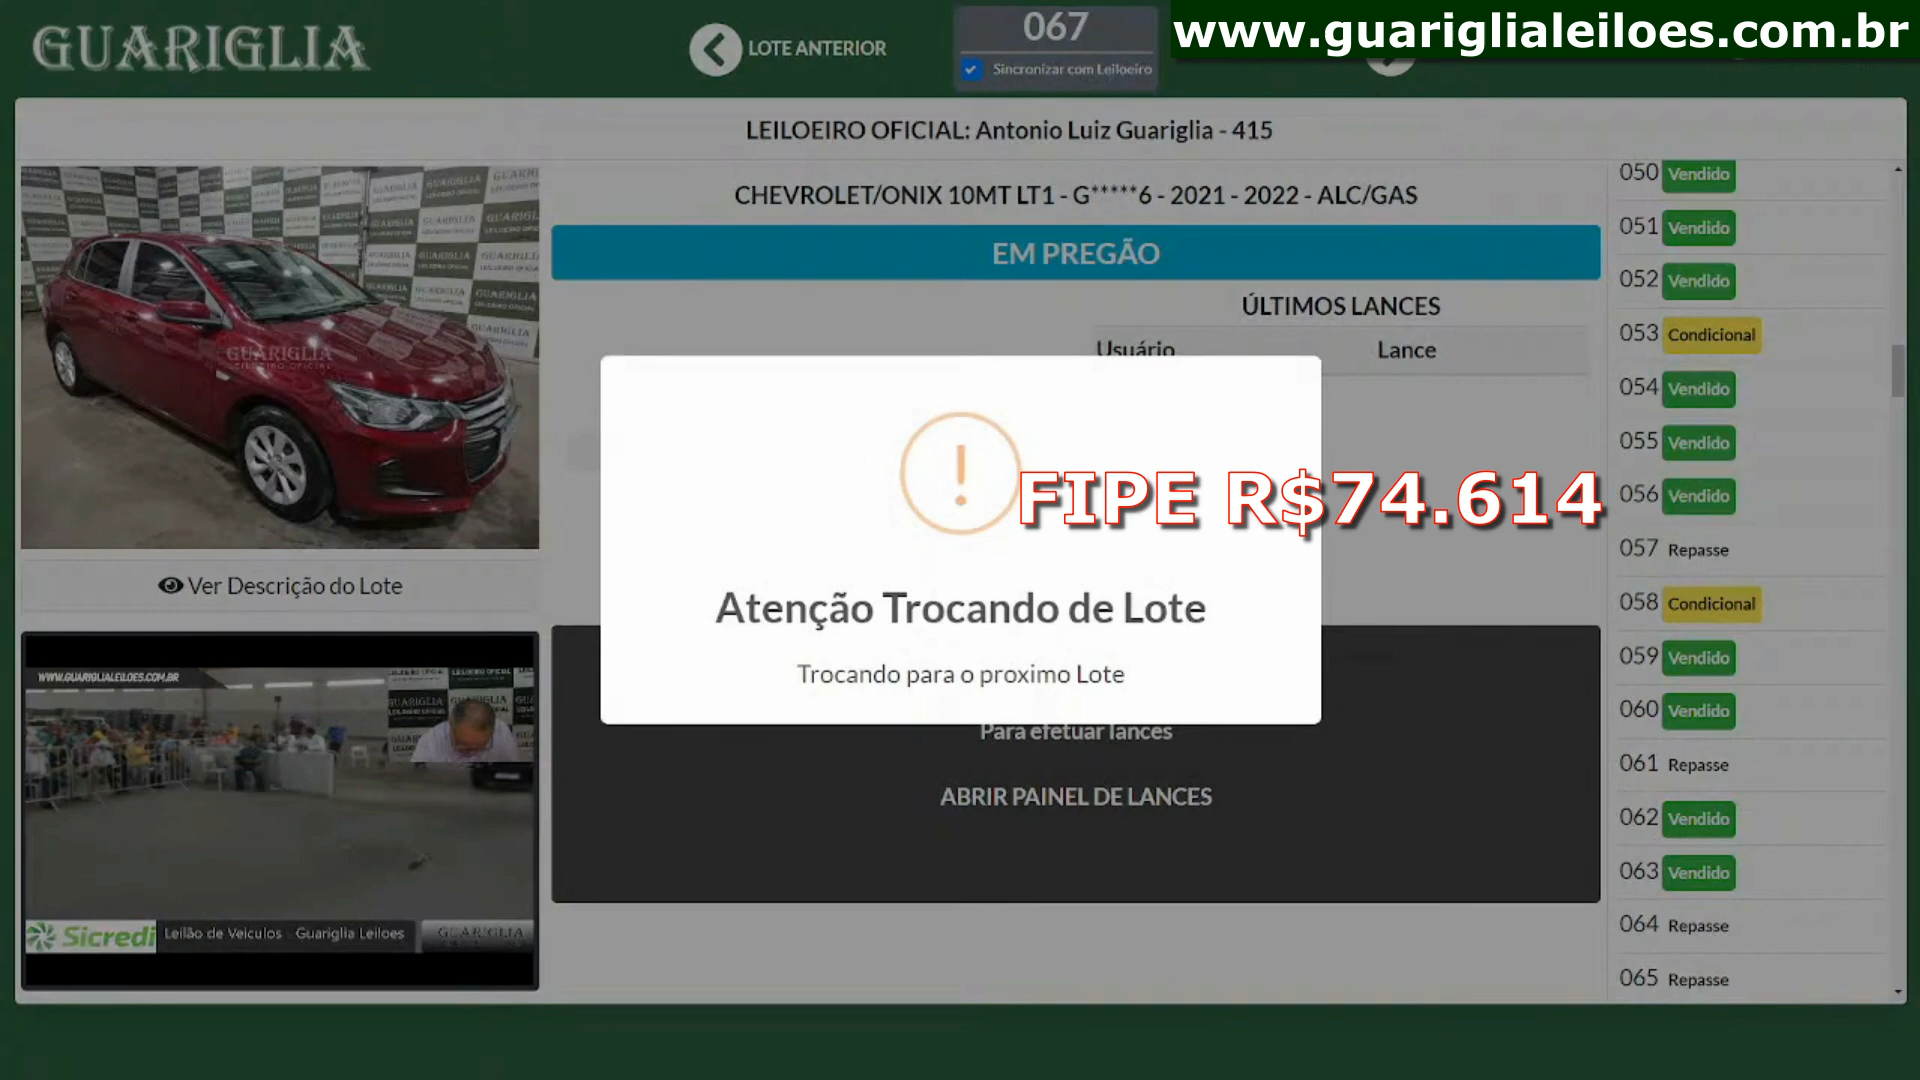 GUARIGLIA
LOTE ANTERIOR
067
Sincronizar com Leiloeiro
www.guariglialeiloes.com.br
LEILOEIRO OFICIAL: Antonio Luiz Guariglia - 415
CHEVROLET/ONIX 10MT LT1 - G*****6 - 2021 - 2022 - ALC/GAS
EM PREGÃO
ÚLTIMOS LANCES
Usuário Lance
GUARIGLIA
LEILOEIRO OFICIAL
FIPE R$74.614
Atenção Trocando de Lote
Trocando para o proximo Lote
Para efetuar lances
ABRIR PAINEL DE LANCES
Ver Descrição do Lote
WWW.GUARIGLIALEILOES.COM.BR
Sicredi
Leilão de Veiculos - Guariglia Leiloes
GUARIGLIA
050 Vendido
051 Vendido
052 Vendido
053 Condicional
054 Vendido
055 Vendido
056 Vendido
057 Repasse
058 Condicional
059 Vendido
060 Vendido
061 Repasse
062 Vendido
063 Vendido
064 Repasse
065 Repasse